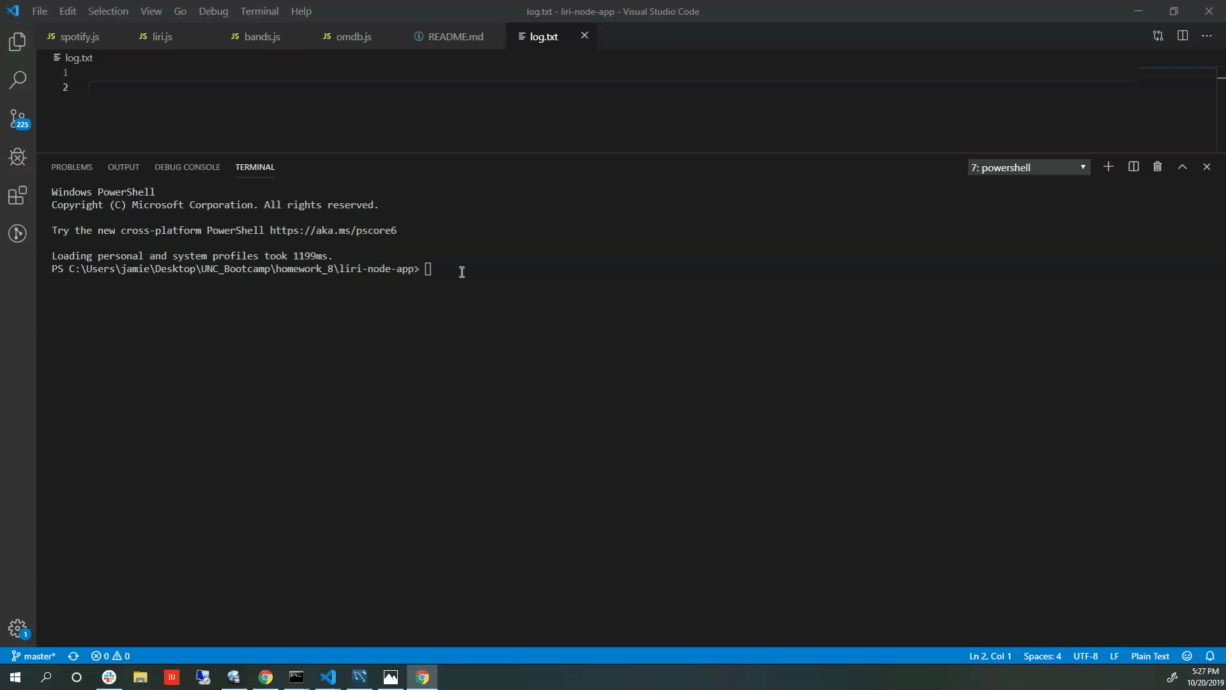 File Edit Selection View Go Debug Terminal Help log.txt - liri-node-app - Visual Studio Code
JS spotify.js JS liri.js JS bands.js JS omdb.js README.md log.txt
log.txt
1
2
225
PROBLEMS OUTPUT DEBUG CONSOLE TERMINAL 7: powershell
Windows PowerShell
Copyright (C) Microsoft Corporation. All rights reserved.
Try the new cross-platform PowerShell https://aka.ms/pscore6
Loading personal and system profiles took 1199ms.
PS C:\Users\jamie\Desktop\UNC_Bootcamp\homework_8\liri-node-app>
1
master* 0 0 Ln 2, Col 1 Spaces: 4 UTF-8 LF Plain Text
5:27 PM
10/20/2019